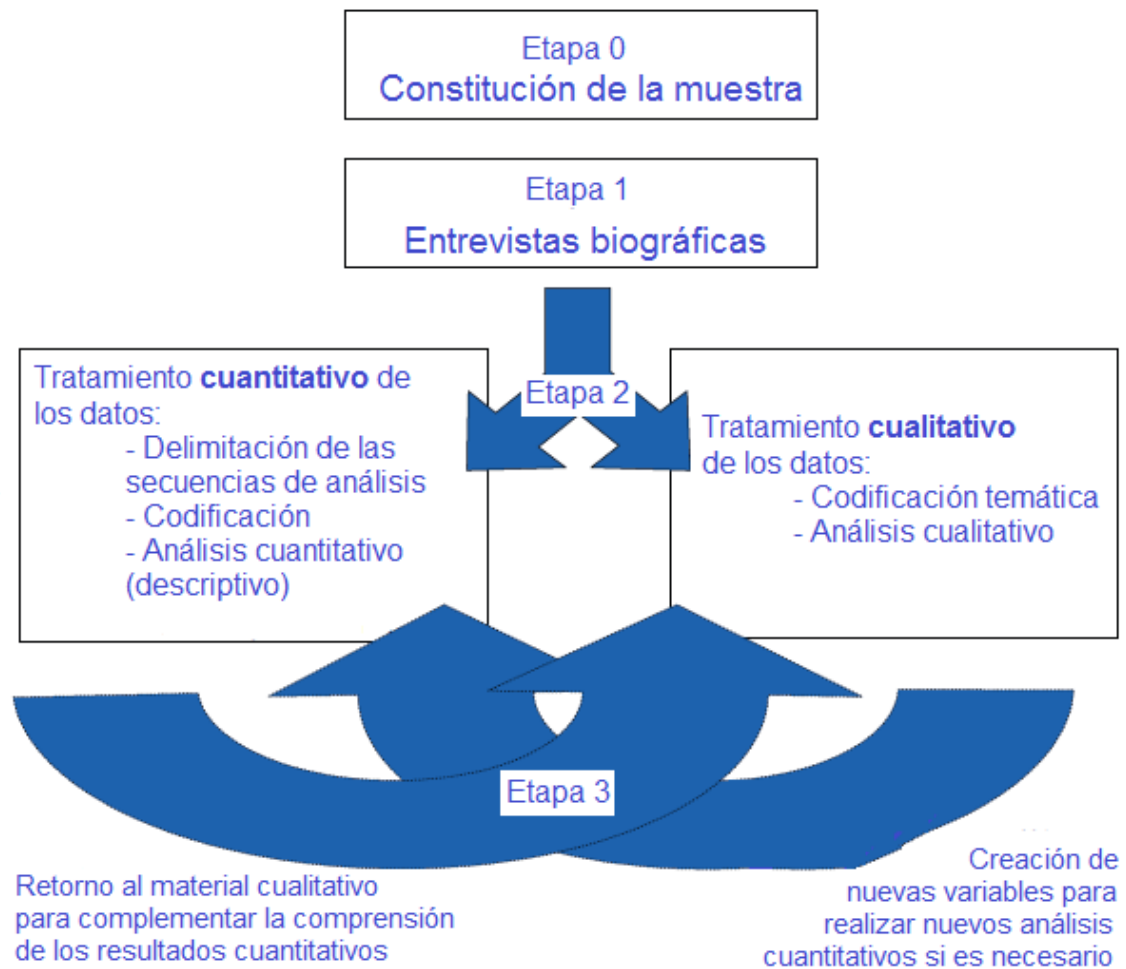 Etapa 0
Constitución de la muestra
Etapa 1
Entrevistas biográficas
Etapa 2
Tratamiento cuantitativo de
los datos:
- Delimitación de las
secuencias de análisis
- Codificación
- Análisis cuantitativo
(descriptivo)
Tratamiento cualitativo
de los datos:
- Codificación temática
- Análisis cualitativo
Etapa 3
Retorno al material cualitativo
para complementar la comprensión
de los resultados cuantitativos
Creación de
nuevas variables para
realizar nuevos análisis
cuantitativos si es necesario